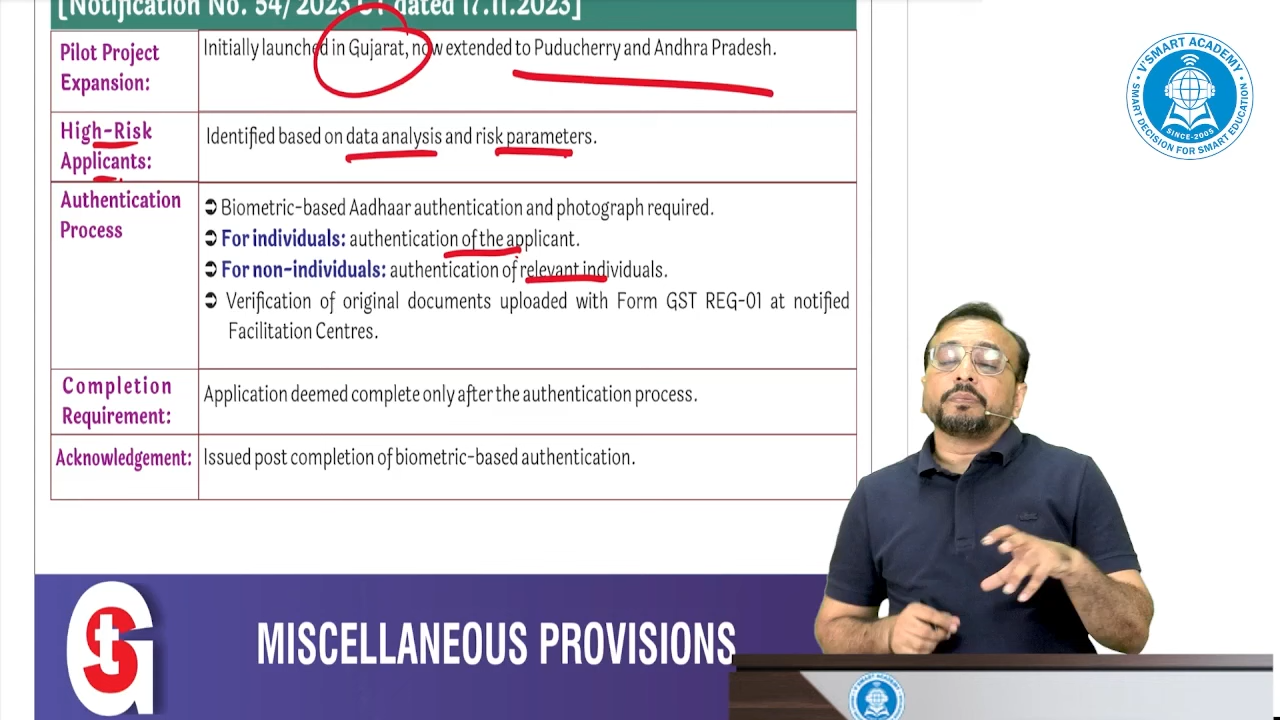 [Notification No. 54/2023 CT dated 17.11.2023]
Pilot Project
Expansion:
Initially launched in Gujarat, now extended to Puducherry and Andhra Pradesh.
High-Risk
Applicants:
Identified based on data analysis and risk parameters.
Authentication
Process
➲ Biometric-based Aadhaar authentication and photograph required.
➲ For individuals: authentication of the applicant.
➲ For non-individuals: authentication of relevant individuals.
➲ Verification of original documents uploaded with Form GST REG-01 at notified
Facilitation Centres.
Completion
Requirement:
Application deemed complete only after the authentication process.
Acknowledgement:
Issued post completion of biometric-based authentication.
GST
MISCELLANEOUS PROVISIONS
V'SMART ACADEMY
SMART DECISION FOR SMART EDUCATION
SINCE-2005